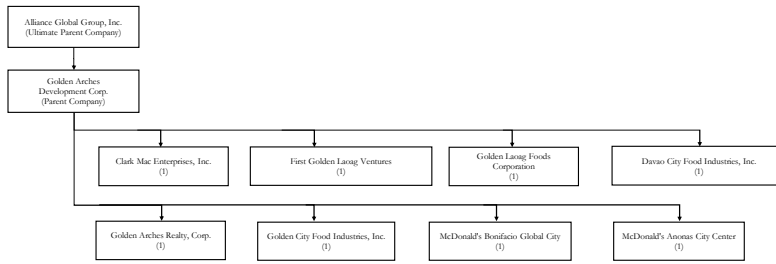 Alliance Global Group, Inc.
(Ultimate Parent Company)
Golden Arches
Development Corp.
(Parent Company)
Clark Mac Enterprises, Inc.
(1)
First Golden Laoag Ventures
(1)
Golden Laoag Foods
Corporation
(1)
Davao City Food Industries, Inc.
(1)
Golden Arches Realty, Corp.
(1)
Golden City Food Industries, Inc.
(1)
McDonald's Bonifacio Global City
(1)
McDonald's Anonas City Center
(1)